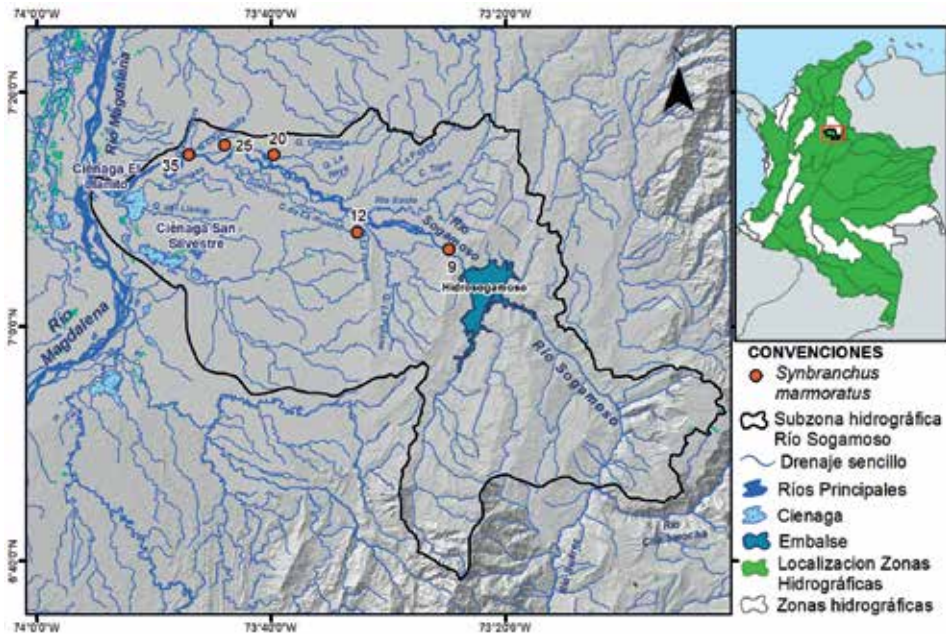 74°0'0"W
73°40'0"W
73°20'0"W
7°20'0"N
7°0'0"N
6°40'0"N
Río Magdalena
35
25
20
Ciénaga El
Llanito
Ciénaga San
Silvestre
12
Río
Sogamoso
9
Hidrosogamoso
Río
Magdalena
Río Sogamoso
Río
74°0'0"W
73°40'0"W
73°20'0"W
CONVENCIONES
Synbranchus
marmoratus
Subzona hidrográfica
Río Sogamoso
Drenaje sencillo
Ríos Principales
Cienaga
Embalse
Localizacion Zonas
Hidrográficas
Zonas hidrográficas